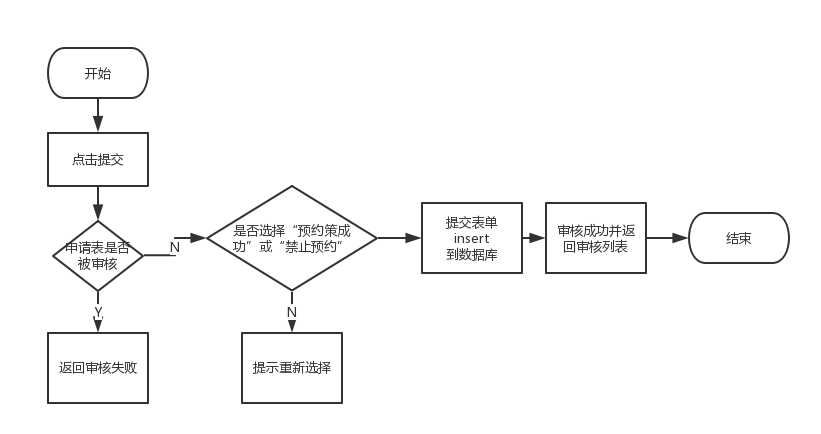 开始
点击提交
申请表是否
被审核
N
Y
返回审核失败
是否选择“预约策成
功”或“禁止预约”
N
提示重新选择
提交表单
insert
到数据库
审核成功并返
回审核列表
结束